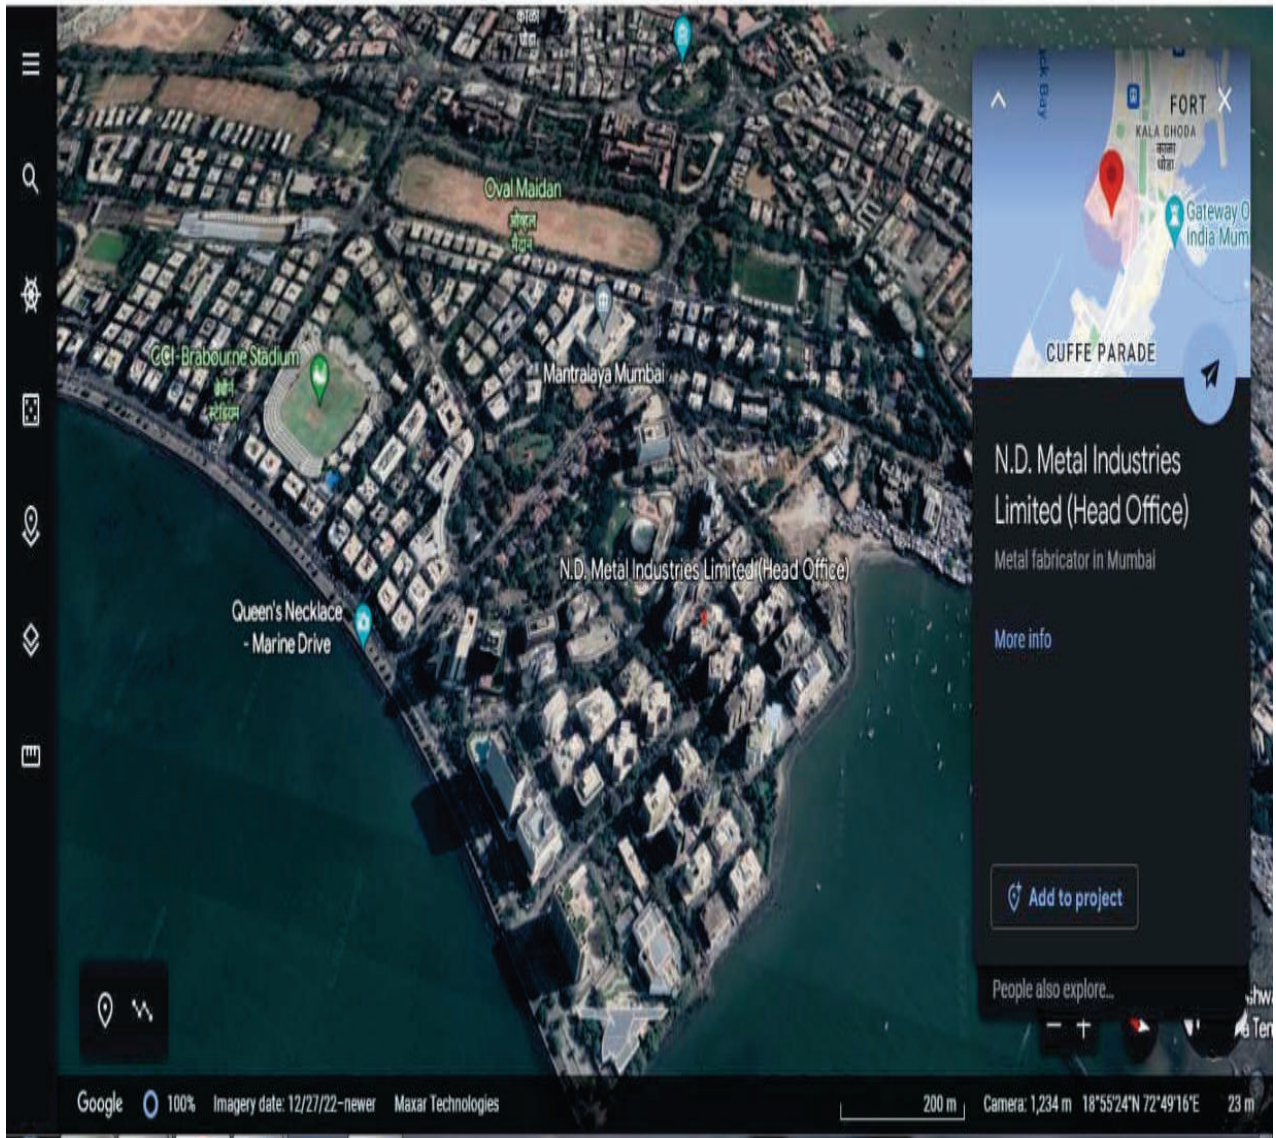 काळा
घोडा
Oval Maidan
ओव्हल
मैदान
CCI-Brabourne Stadium
ब्रेबॉर्न
स्टेडियम
Mantralaya Mumbai
N.D. Metal Industries Limited (Head Office)
Queen's Necklace
- Marine Drive
FORT
KALA GHODA
काळा
घोडा
Gateway O
India Mum
CUFFE PARADE
N.D. Metal Industries
Limited (Head Office)
Metal fabricator in Mumbai
More info
Add to project
People also explore...
Google
100%
Imagery date: 12/27/22-newer
Maxar Technologies
200 m
Camera: 1,234 m 18°55'24"N 72°49'16"E
23 m